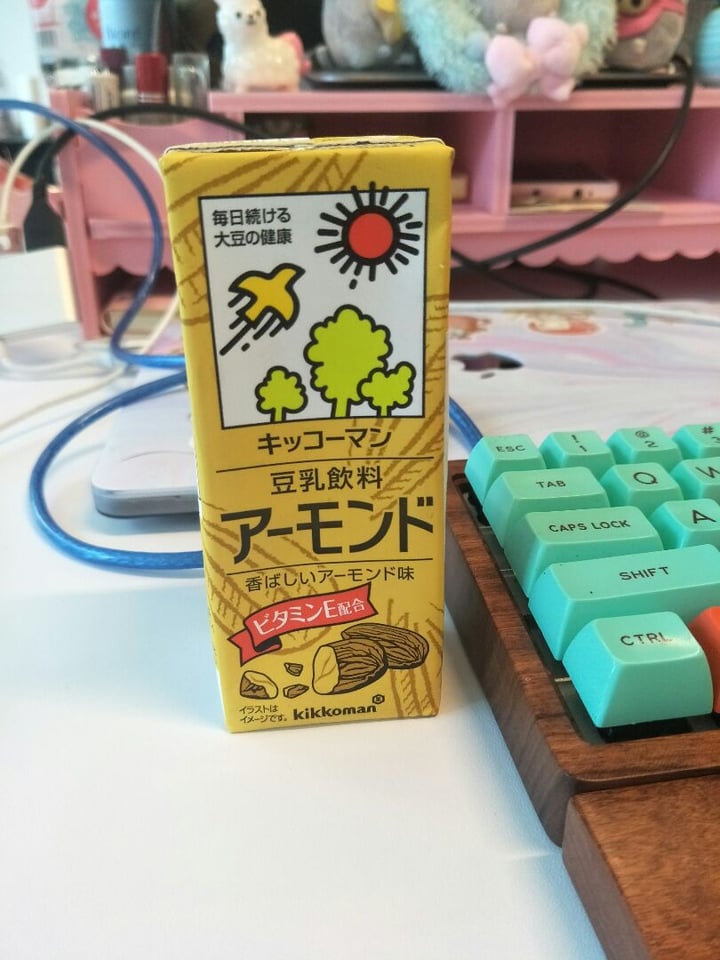 毎日続ける
大豆の健康
キッコーマン
豆乳飲料
アーモンド
香ばしいアーモンド味
ビタミンE配合
イラストは
イメージです。
kikkoman
ESC
!
1
@
2
#
3
TAB
Q
W
CAPS LOCK
A
SHIFT
CTRL